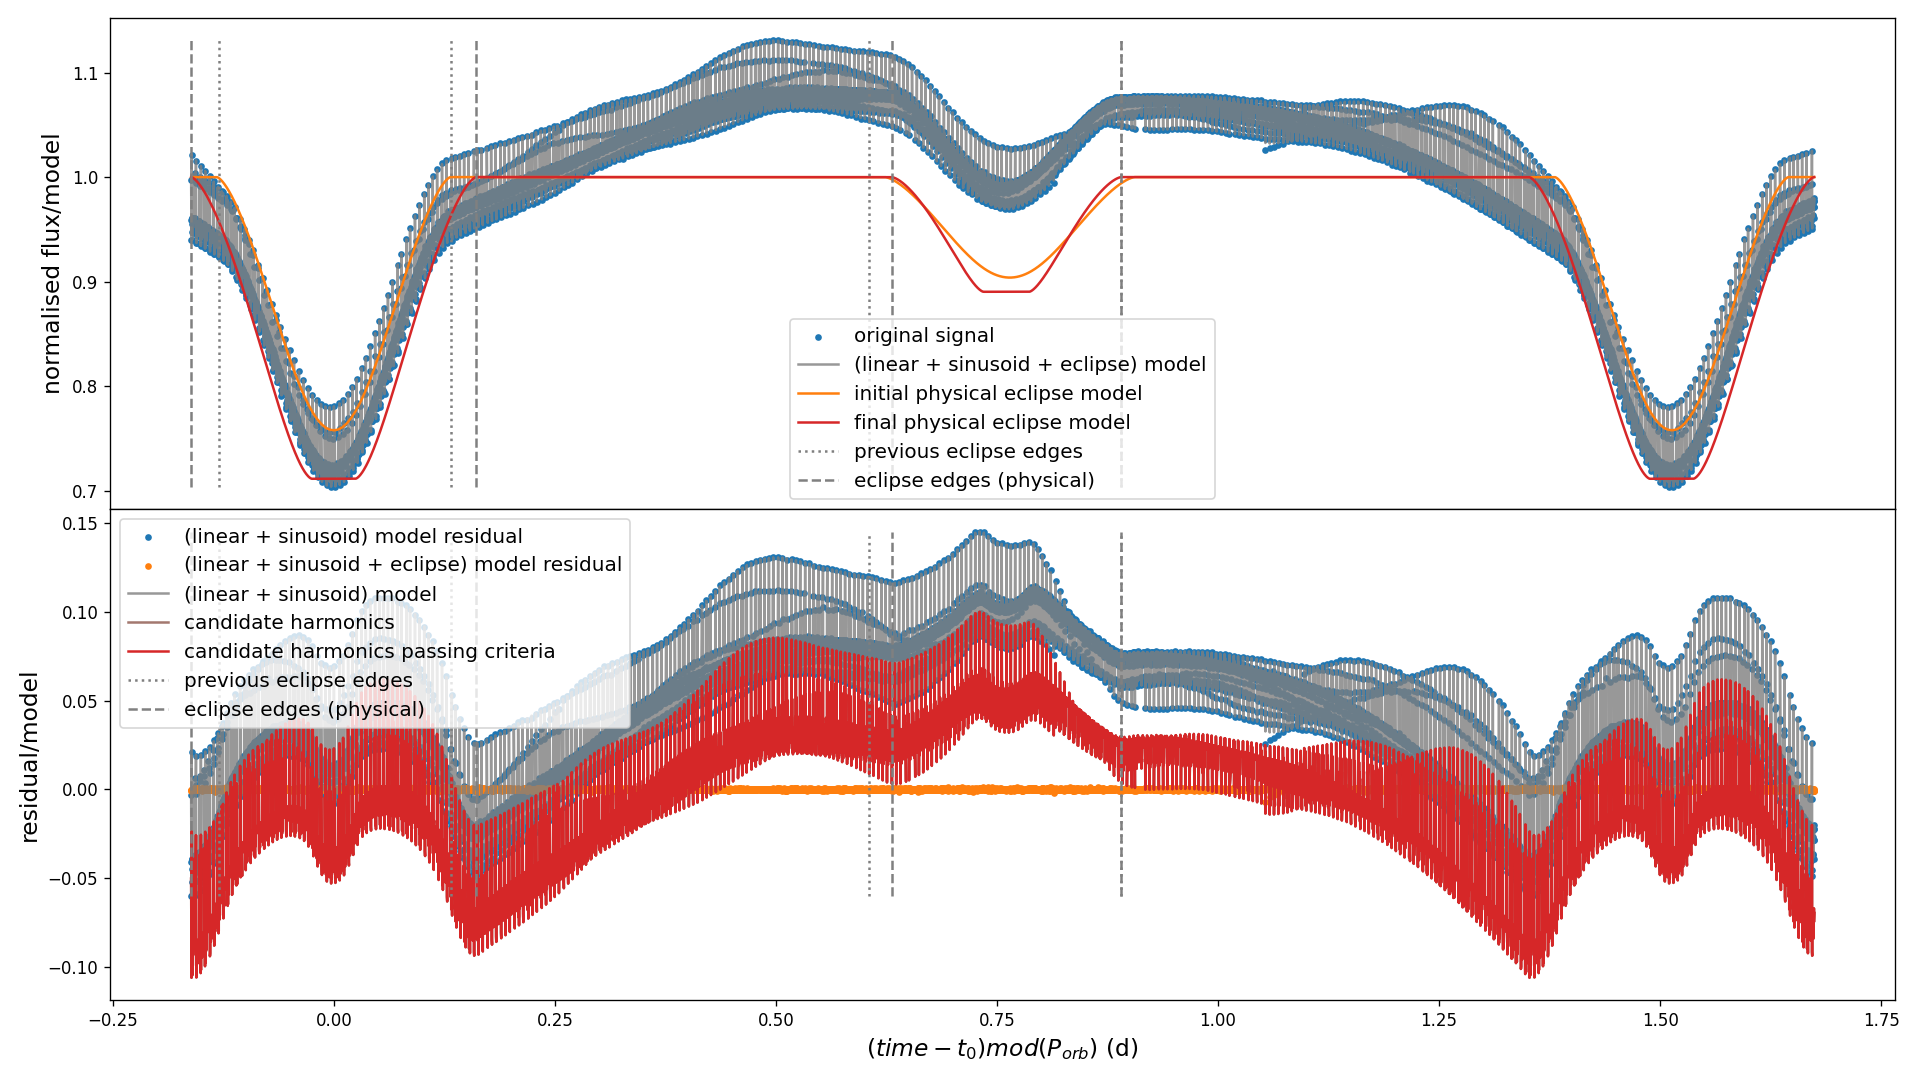 normalised flux/model
1.1
1.0
0.9
0.8
0.7
original signal
(linear + sinusoid + eclipse) model
initial physical eclipse model
final physical eclipse model
previous eclipse edges
eclipse edges (physical)
residual/model
0.15
0.10
0.05
0.00
−0.05
−0.10
(linear + sinusoid) model residual
(linear + sinusoid + eclipse) model residual
(linear + sinusoid) model
candidate harmonics
candidate harmonics passing criteria
previous eclipse edges
eclipse edges (physical)
−0.25 0.00 0.25 0.50 0.75 1.00 1.25 1.50 1.75
(time − t₀)mod(P_orb) (d)